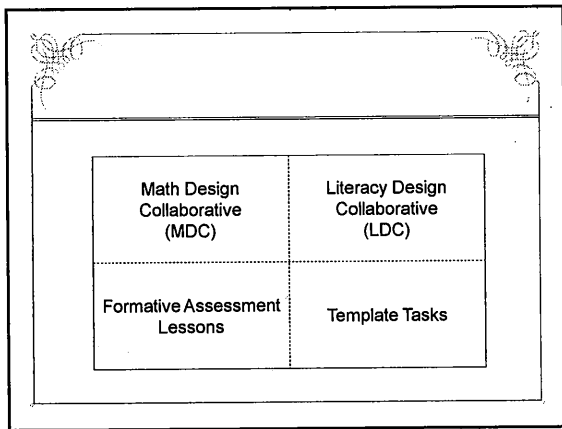 Math Design
Collaborative
(MDC)
Literacy Design
Collaborative
(LDC)
Formative Assessment
Lessons
Template Tasks